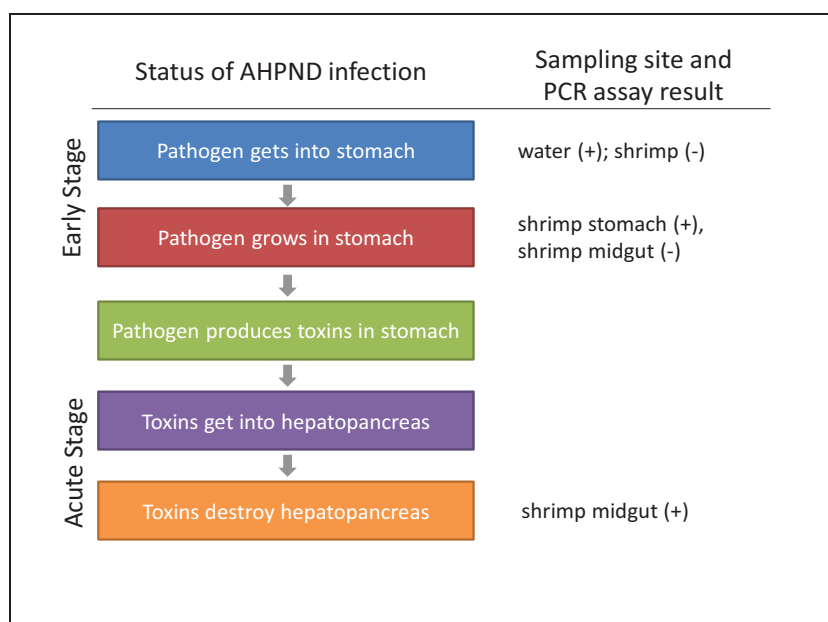 Status of AHPND infection
Sampling site and
PCR assay result
Early Stage
Pathogen gets into stomach
water (+); shrimp (-)
Pathogen grows in stomach
shrimp stomach (+),
shrimp midgut (-)
Pathogen produces toxins in stomach
Acute Stage
Toxins get into hepatopancreas
Toxins destroy hepatopancreas
shrimp midgut (+)